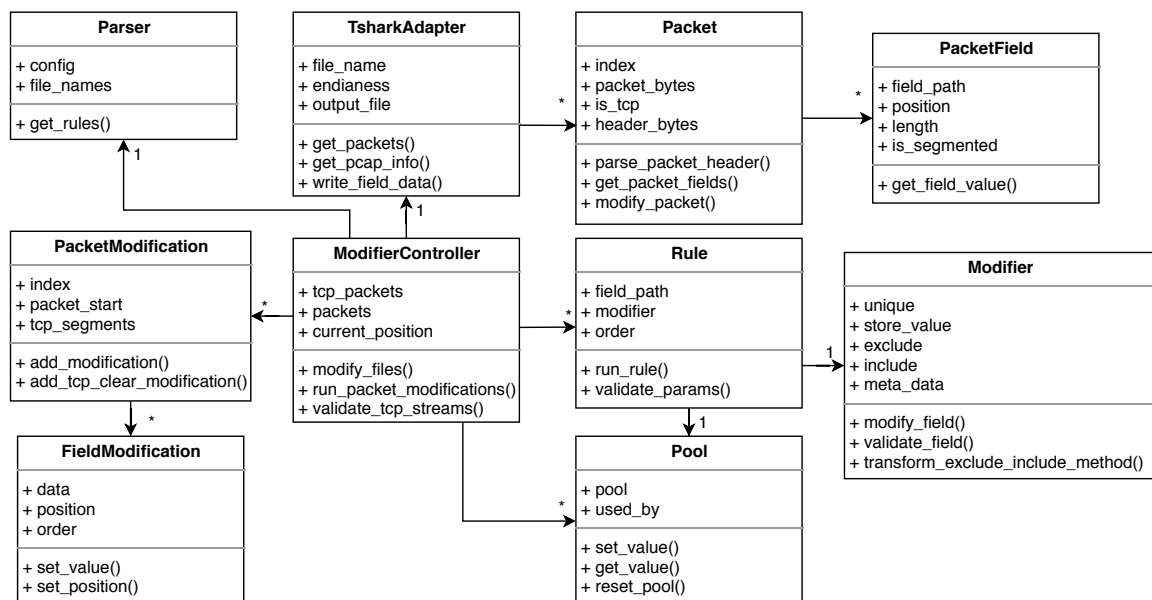 Parser
+ config
+ file_names
+ get_rules()
1
TsharkAdapter
+ file_name
+ endianess
+ output_file
+ get_packets()
+ get_pcap_info()
+ write_field_data()
1
*
Packet
+ index
+ packet_bytes
+ is_tcp
+ header_bytes
+ parse_packet_header()
+ get_packet_fields()
+ modify_packet()
*
PacketField
+ field_path
+ position
+ length
+ is_segmented
+ get_field_value()
PacketModification
+ index
+ packet_start
+ tcp_segments
+ add_modification()
+ add_tcp_clear_modification()
*
*
ModifierController
+ tcp_packets
+ packets
+ current_position
+ modify_files()
+ run_packet_modifications()
+ validate_tcp_streams()
*
Rule
+ field_path
+ modifier
+ order
+ run_rule()
+ validate_params()
1
1
Modifier
+ unique
+ store_value
+ exclude
+ include
+ meta_data
+ modify_field()
+ validate_field()
+ transform_exclude_include_method()
FieldModification
+ data
+ position
+ order
+ set_value()
+ set_position()
*
Pool
+ pool
+ used_by
+ set_value()
+ get_value()
+ reset_pool()